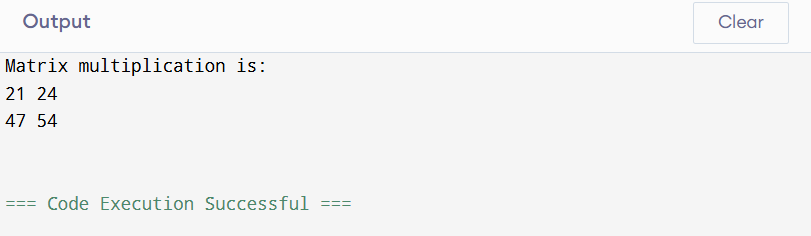 Output
Clear
Matrix multiplication is:
21 24
47 54
=== Code Execution Successful ===